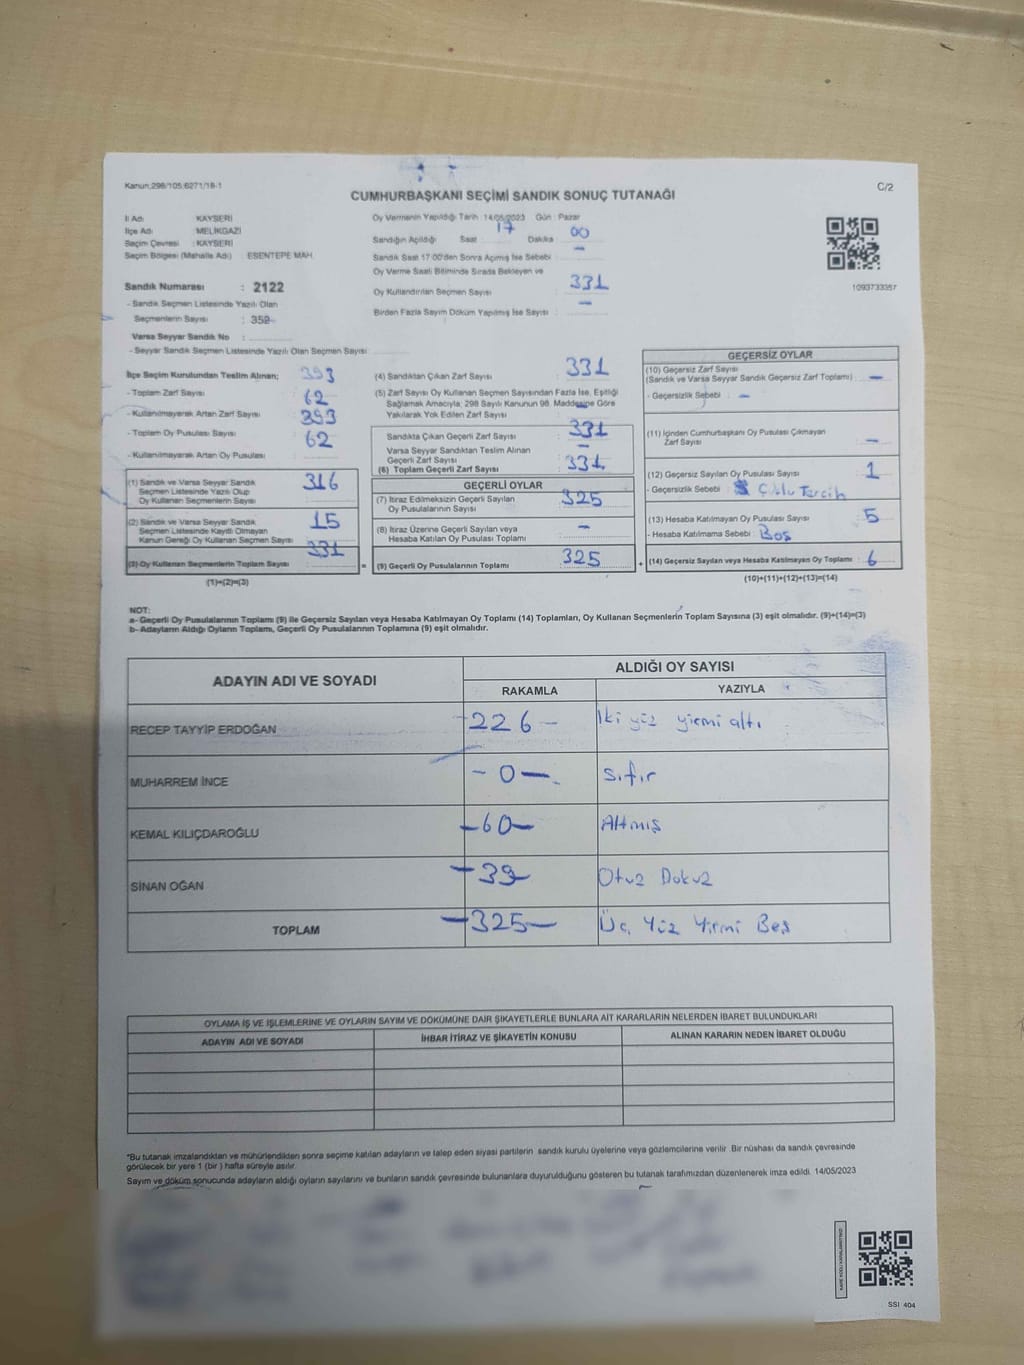 Kanun:298/105;6271/18-1
C/2
CUMHURBAŞKANI SEÇİMİ SANDIK SONUÇ TUTANAĞI
İl Adı : KAYSERİ
İlçe Adı : MELİKGAZİ
Seçim Çevresi : KAYSERİ
Seçim Bölgesi (Mahalle Adı) : ESENTEPE MAH.
Sandık Numarası : 2122
- Sandık Seçmen Listesinde Yazılı Olan
Seçmenlerin Sayısı : 352
Varsa Seyyar Sandık No :
- Seyyar Sandık Seçmen Listesinde Yazılı Olan Seçmen Sayısı
Oy Vermenin Yapıldığı Tarih 14/05/2023 Gün : Pazar
Sandığın Açıldığı Saat 17 Dakika 00
Sandık Saat 17:00'den Sonra Açılmış İse Sebebi : -
Oy Verme Saati Bitiminde Sırada Bekleyen ve
Oy Kullandırılan Seçmen Sayısı 331
Birden Fazla Sayım Döküm Yapılmış İse Sayısı : -
1093733357
İlçe Seçim Kurulundan Teslim Alınan; 393
- Toplam Zarf Sayısı 62
- Kullanılmayarak Artan Zarf Sayısı 393
- Toplam Oy Pusulası Sayısı 62
- Kullanılmayarak Artan Oy Pusulası :
(1) Sandık ve Varsa Seyyar Sandık
Seçmen Listesinde Yazılı Olup
Oy Kullanan Seçmenlerin Sayısı 316
(2) Sandık ve Varsa Seyyar Sandık
Seçmen Listesinde Kayıtlı Olmayan
Kanun Gereği Oy Kullanan Seçmen Sayısı 15
(3) Oy Kullanan Seçmenlerin Toplam Sayısı 331
(1)+(2)=(3)
(4) Sandıktan Çıkan Zarf Sayısı 331
(5) Zarf Sayısı Oy Kullanan Seçmen Sayısından Fazla İse, Eşitliği
Sağlamak Amacıyla; 298 Sayılı Kanunun 98. Maddesine Göre
Yakılarak Yok Edilen Zarf Sayısı -
Sandıkta Çıkan Geçerli Zarf Sayısı 331
Varsa Seyyar Sandıktan Teslim Alınan
Geçerli Zarf Sayısı -
(6) Toplam Geçerli Zarf Sayısı 331
GEÇERLİ OYLAR
(7) İtiraz Edilmeksizin Geçerli Sayılan
Oy Pusulalarının Sayısı 325
(8) İtiraz Üzerine Geçerli Sayılan veya
Hesaba Katılan Oy Pusulası Toplamı -
= (9) Geçerli Oy Pusulalarının Toplamı 325 +
GEÇERSİZ OYLAR
(10) Geçersiz Zarf Sayısı
(Sandık ve Varsa Seyyar Sandık Geçersiz Zarf Toplamı) : -
- Geçersizlik Sebebi : -
(11) İçinden Cumhurbaşkanı Oy Pusulası Çıkmayan
Zarf Sayısı -
(12) Geçersiz Sayılan Oy Pusulası Sayısı : 1
- Geçersizlik Sebebi : Çoklu Tercih
(13) Hesaba Katılmayan Oy Pusulası Sayısı : 5
- Hesaba Katılmama Sebebi : Boş
(14) Geçersiz Sayılan veya Hesaba Katılmayan Oy Toplamı : 6
(10)+(11)+(12)+(13)=(14)
NOT:
a- Geçerli Oy Pusulalarının Toplamı (9) ile Geçersiz Sayılan veya Hesaba Katılmayan Oy Toplamı (14) Toplamları, Oy Kullanan Seçmenlerin Toplam Sayısına (3) eşit olmalıdır. (9)+(14)=(3)
b- Adayların Aldığı Oyların Toplamı, Geçerli Oy Pusulalarının Toplamına (9) eşit olmalıdır.
ADAYIN ADI VE SOYADI
ALDIĞI OY SAYISI
RAKAMLA YAZIYLA
RECEP TAYYİP ERDOĞAN -226- İki yüz yirmi altı
MUHARREM İNCE -0- Sıfır
KEMAL KILIÇDAROĞLU -60- Altmış
SİNAN OĞAN -39- Otuz Dokuz
TOPLAM -325- Üç Yüz Yirmi Beş
OYLAMA İŞ VE İŞLEMLERİNE VE OYLARIN SAYIM VE DÖKÜMÜNE DAİR ŞİKAYETLERLE BUNLARA AİT KARARLARIN NELERDEN İBARET BULUNDUKLARI
ADAYIN ADI VE SOYADI İHBAR İTİRAZ VE ŞİKAYETİN KONUSU ALINAN KARARIN NEDEN İBARET OLDUĞU
*Bu tutanak imzalandıktan ve mühürlendikten sonra seçime katılan adayların ve talep eden siyasi partilerin sandık kurulu üyelerine veya gözlemcilerine verilir. Bir nüshası da sandık çevresinde
görülecek bir yere 1 (bir ) hafta süreyle asılır.
Sayım ve döküm sonucunda adayların aldığı oyların sayılarını ve bunların sandık çevresinde bulunanlara duyurulduğunu gösteren bu tutanak tarafımızdan düzenlenerek imza edildi. 14/05/2023
SSI 404